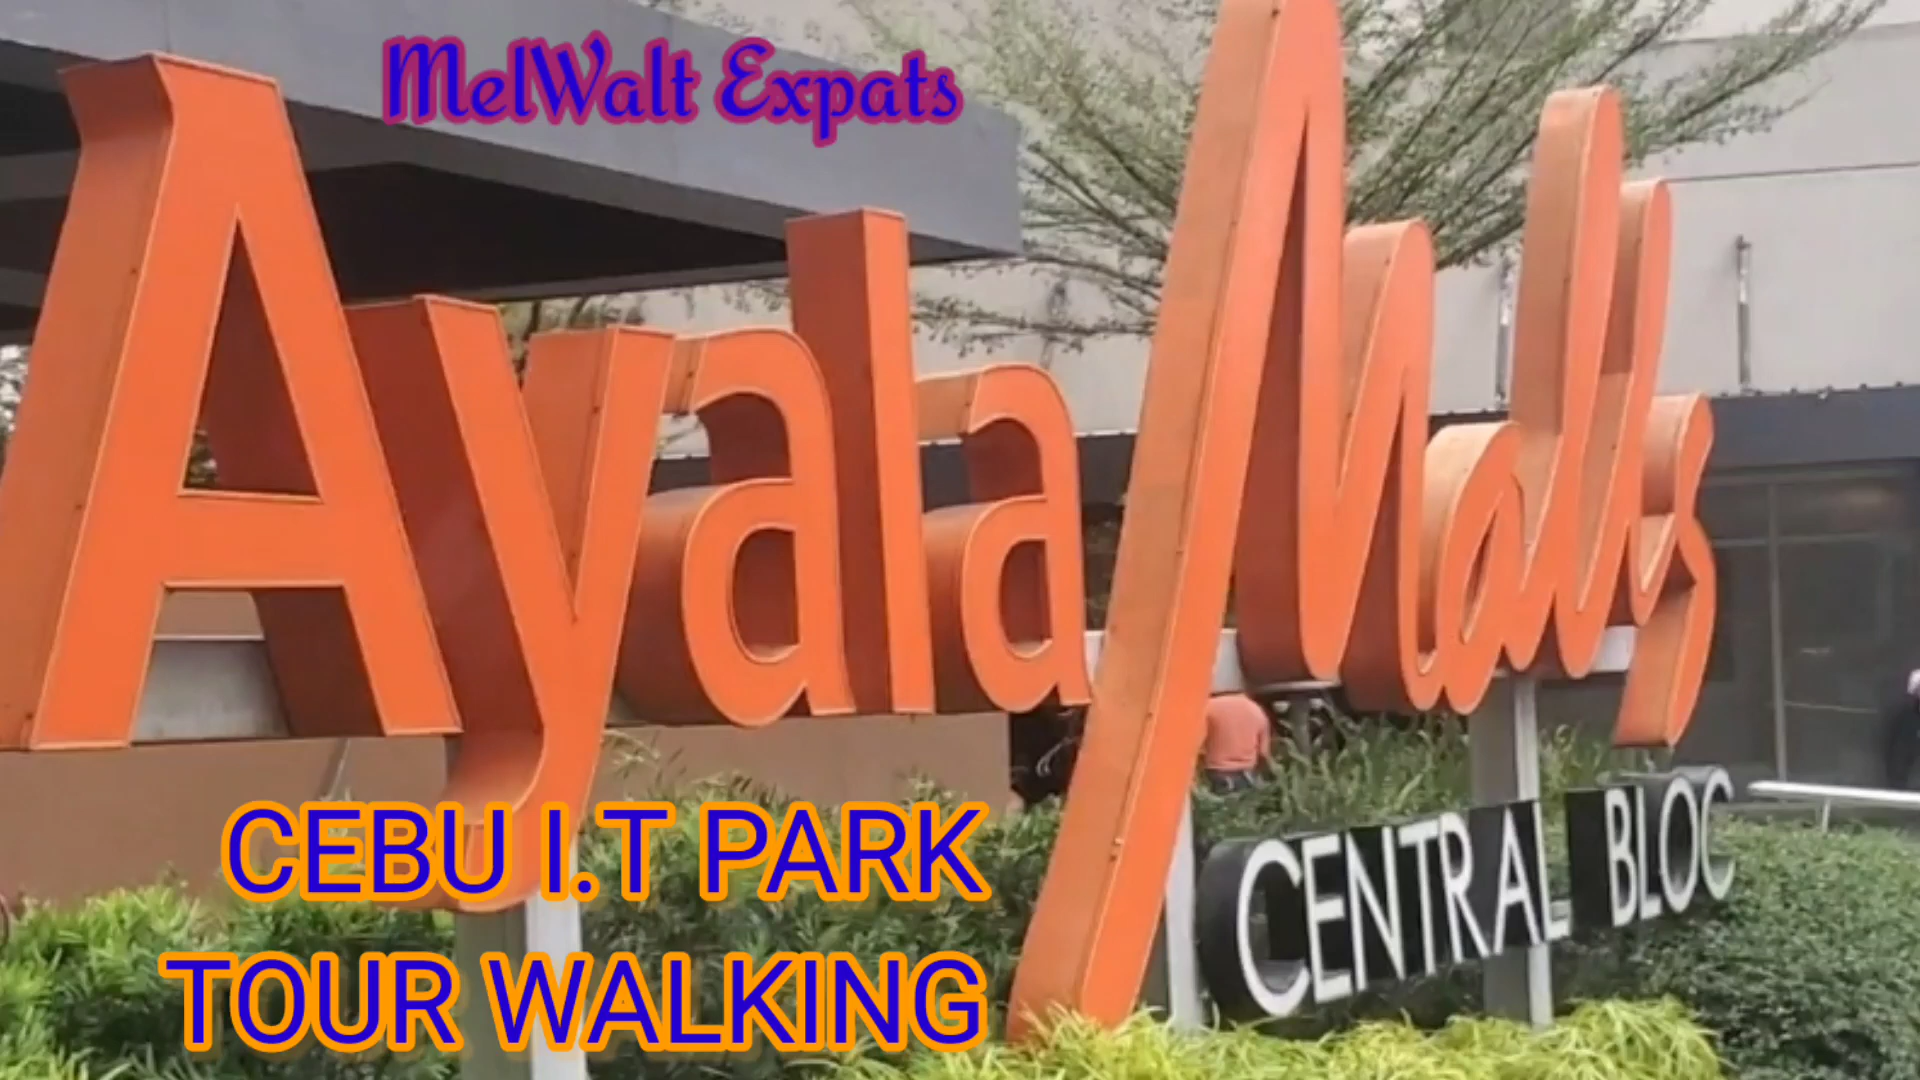 MelWalt Expats
Ayala Malls
CENTRAL BLOC
CEBU I.T PARK
TOUR WALKING